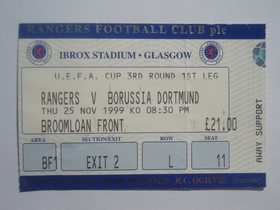 RANGERS FOOTBALL CLUB plc
IBROX STADIUM · GLASGOW
U.E.F.A. CUP 3RD ROUND 1ST LEG
RANGERS V BORUSSIA DORTMUND
THU 25 NOV 1999 KO 08:30 PM
BROOMLOAN FRONT £21.00
AREA SECTION/EXIT ROW SEAT
BF1 EXIT 2 L 11
R.C. OGILVIE Secretary
AWAY SUPPORT